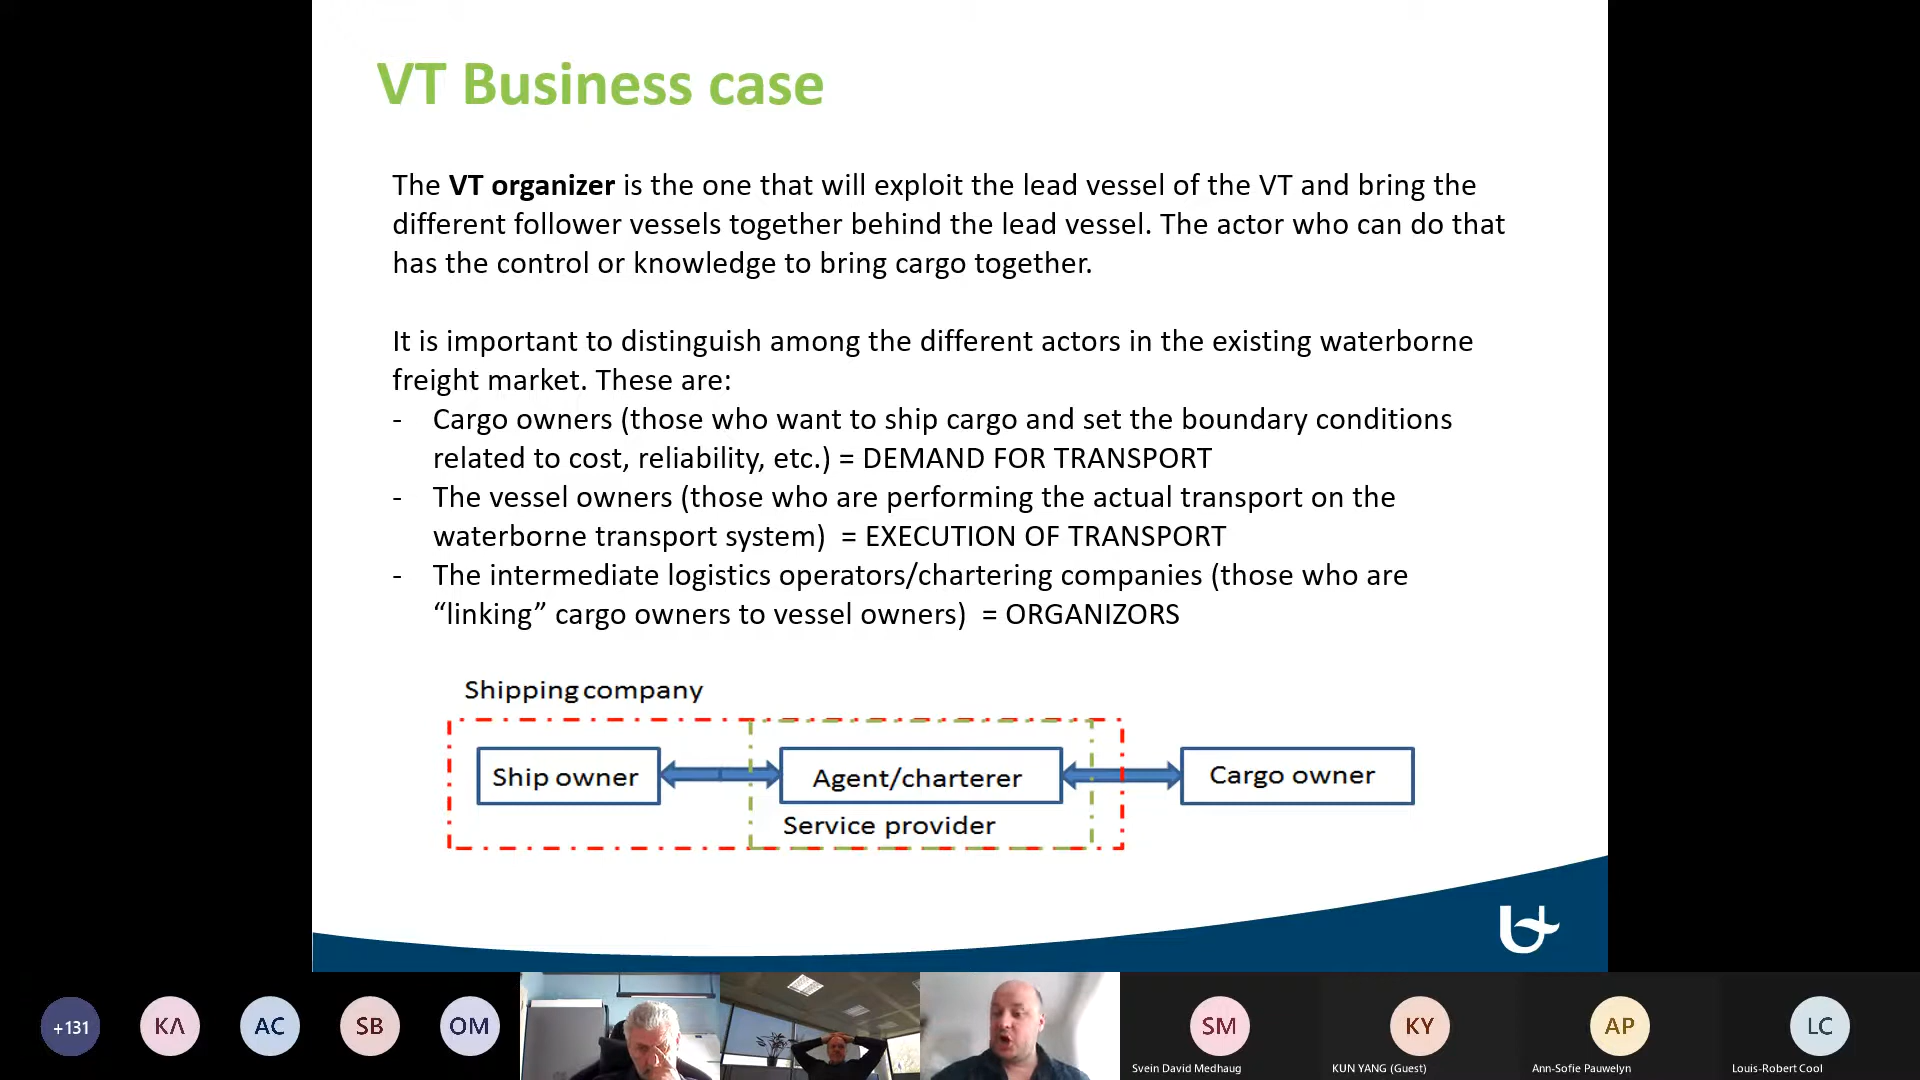 VT Business case
The VT organizer is the one that will exploit the lead vessel of the VT and bring the
different follower vessels together behind the lead vessel. The actor who can do that
has the control or knowledge to bring cargo together.
It is important to distinguish among the different actors in the existing waterborne
freight market. These are:
- Cargo owners (those who want to ship cargo and set the boundary conditions
related to cost, reliability, etc.) = DEMAND FOR TRANSPORT
- The vessel owners (those who are performing the actual transport on the
waterborne transport system)  = EXECUTION OF TRANSPORT
- The intermediate logistics operators/chartering companies (those who are
“linking” cargo owners to vessel owners)  = ORGANIZORS
Shipping company
Ship owner
Agent/charterer
Cargo owner
Service provider
+131
ΚΛ
AC
SB
OM
SM
KY
AP
LC
Svein David Medhaug
KUN YANG (Guest)
Ann-Sofie Pauwelyn
Louis-Robert Cool